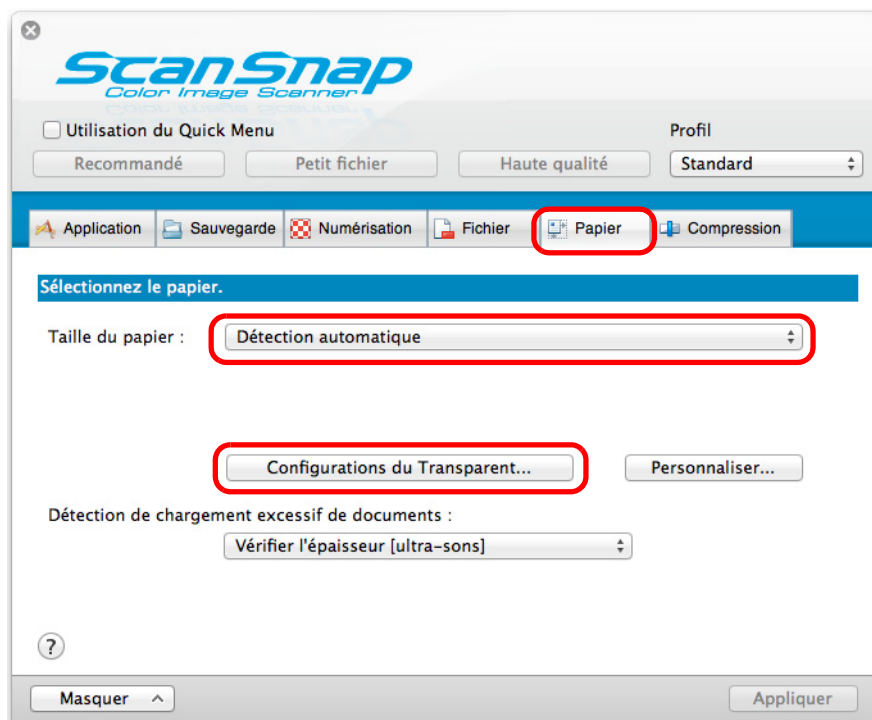 ScanSnap
Color Image Scanner
Utilisation du Quick Menu
Profil
Recommandé Petit fichier Haute qualité Standard
Application Sauvegarde Numérisation Fichier Papier Compression
Sélectionnez le papier.
Taille du papier : Détection automatique
Configurations du Transparent... Personnaliser...
Détection de chargement excessif de documents :
Vérifier l'épaisseur [ultra-sons]
?
Masquer Appliquer